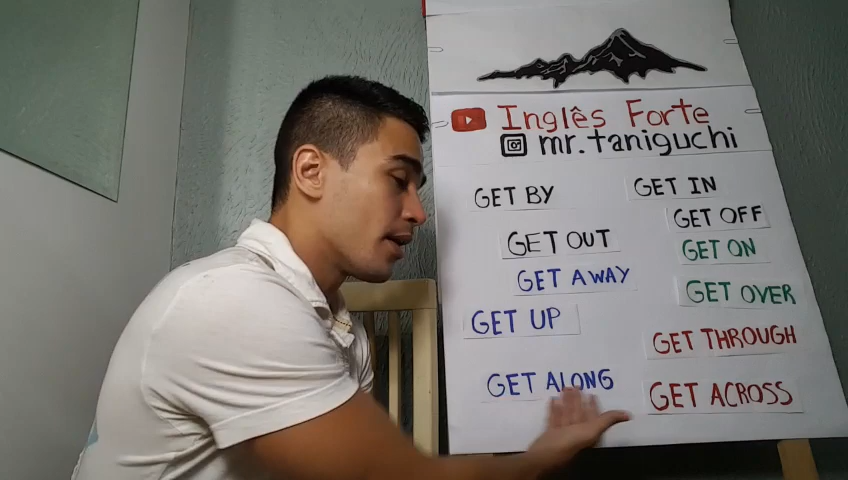 Inglês Forte
mr.taniguchi
GET BY
GET IN
GET OUT
GET OFF
GET AWAY
GET ON
GET UP
GET OVER
GET ALONG
GET THROUGH
GET ACROSS